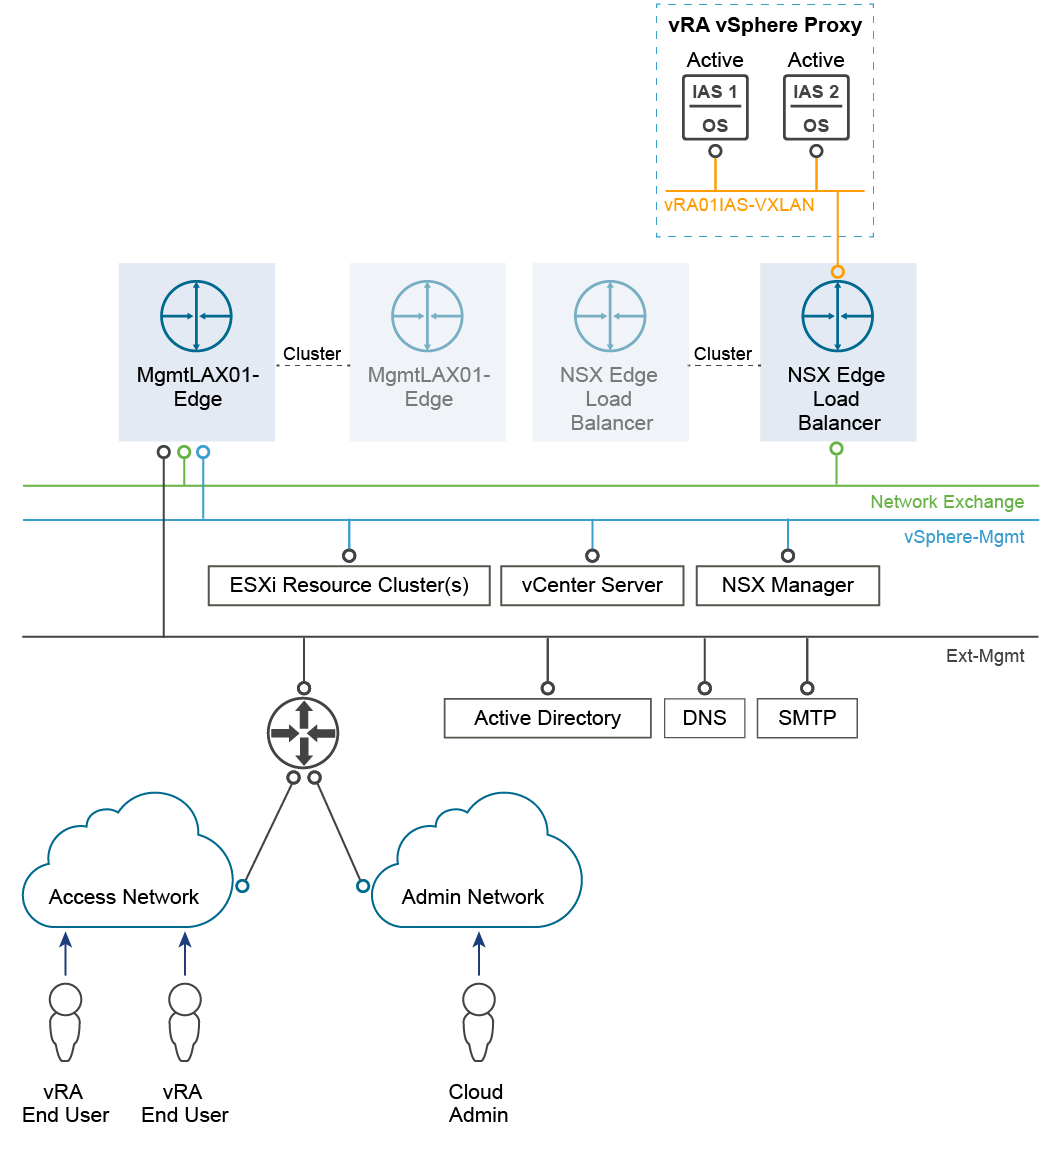 vRA vSphere Proxy
Active
Active
IAS 1
OS
IAS 2
OS
vRA01IAS-VXLAN
MgmtLAX01-
Edge
Cluster
MgmtLAX01-
Edge
NSX Edge
Load
Balancer
Cluster
NSX Edge
Load
Balancer
Network Exchange
vSphere-Mgmt
ESXi Resource Cluster(s)
vCenter Server
NSX Manager
Ext-Mgmt
Active Directory
DNS
SMTP
Access Network
Admin Network
vRA
End User
vRA
End User
Cloud
Admin